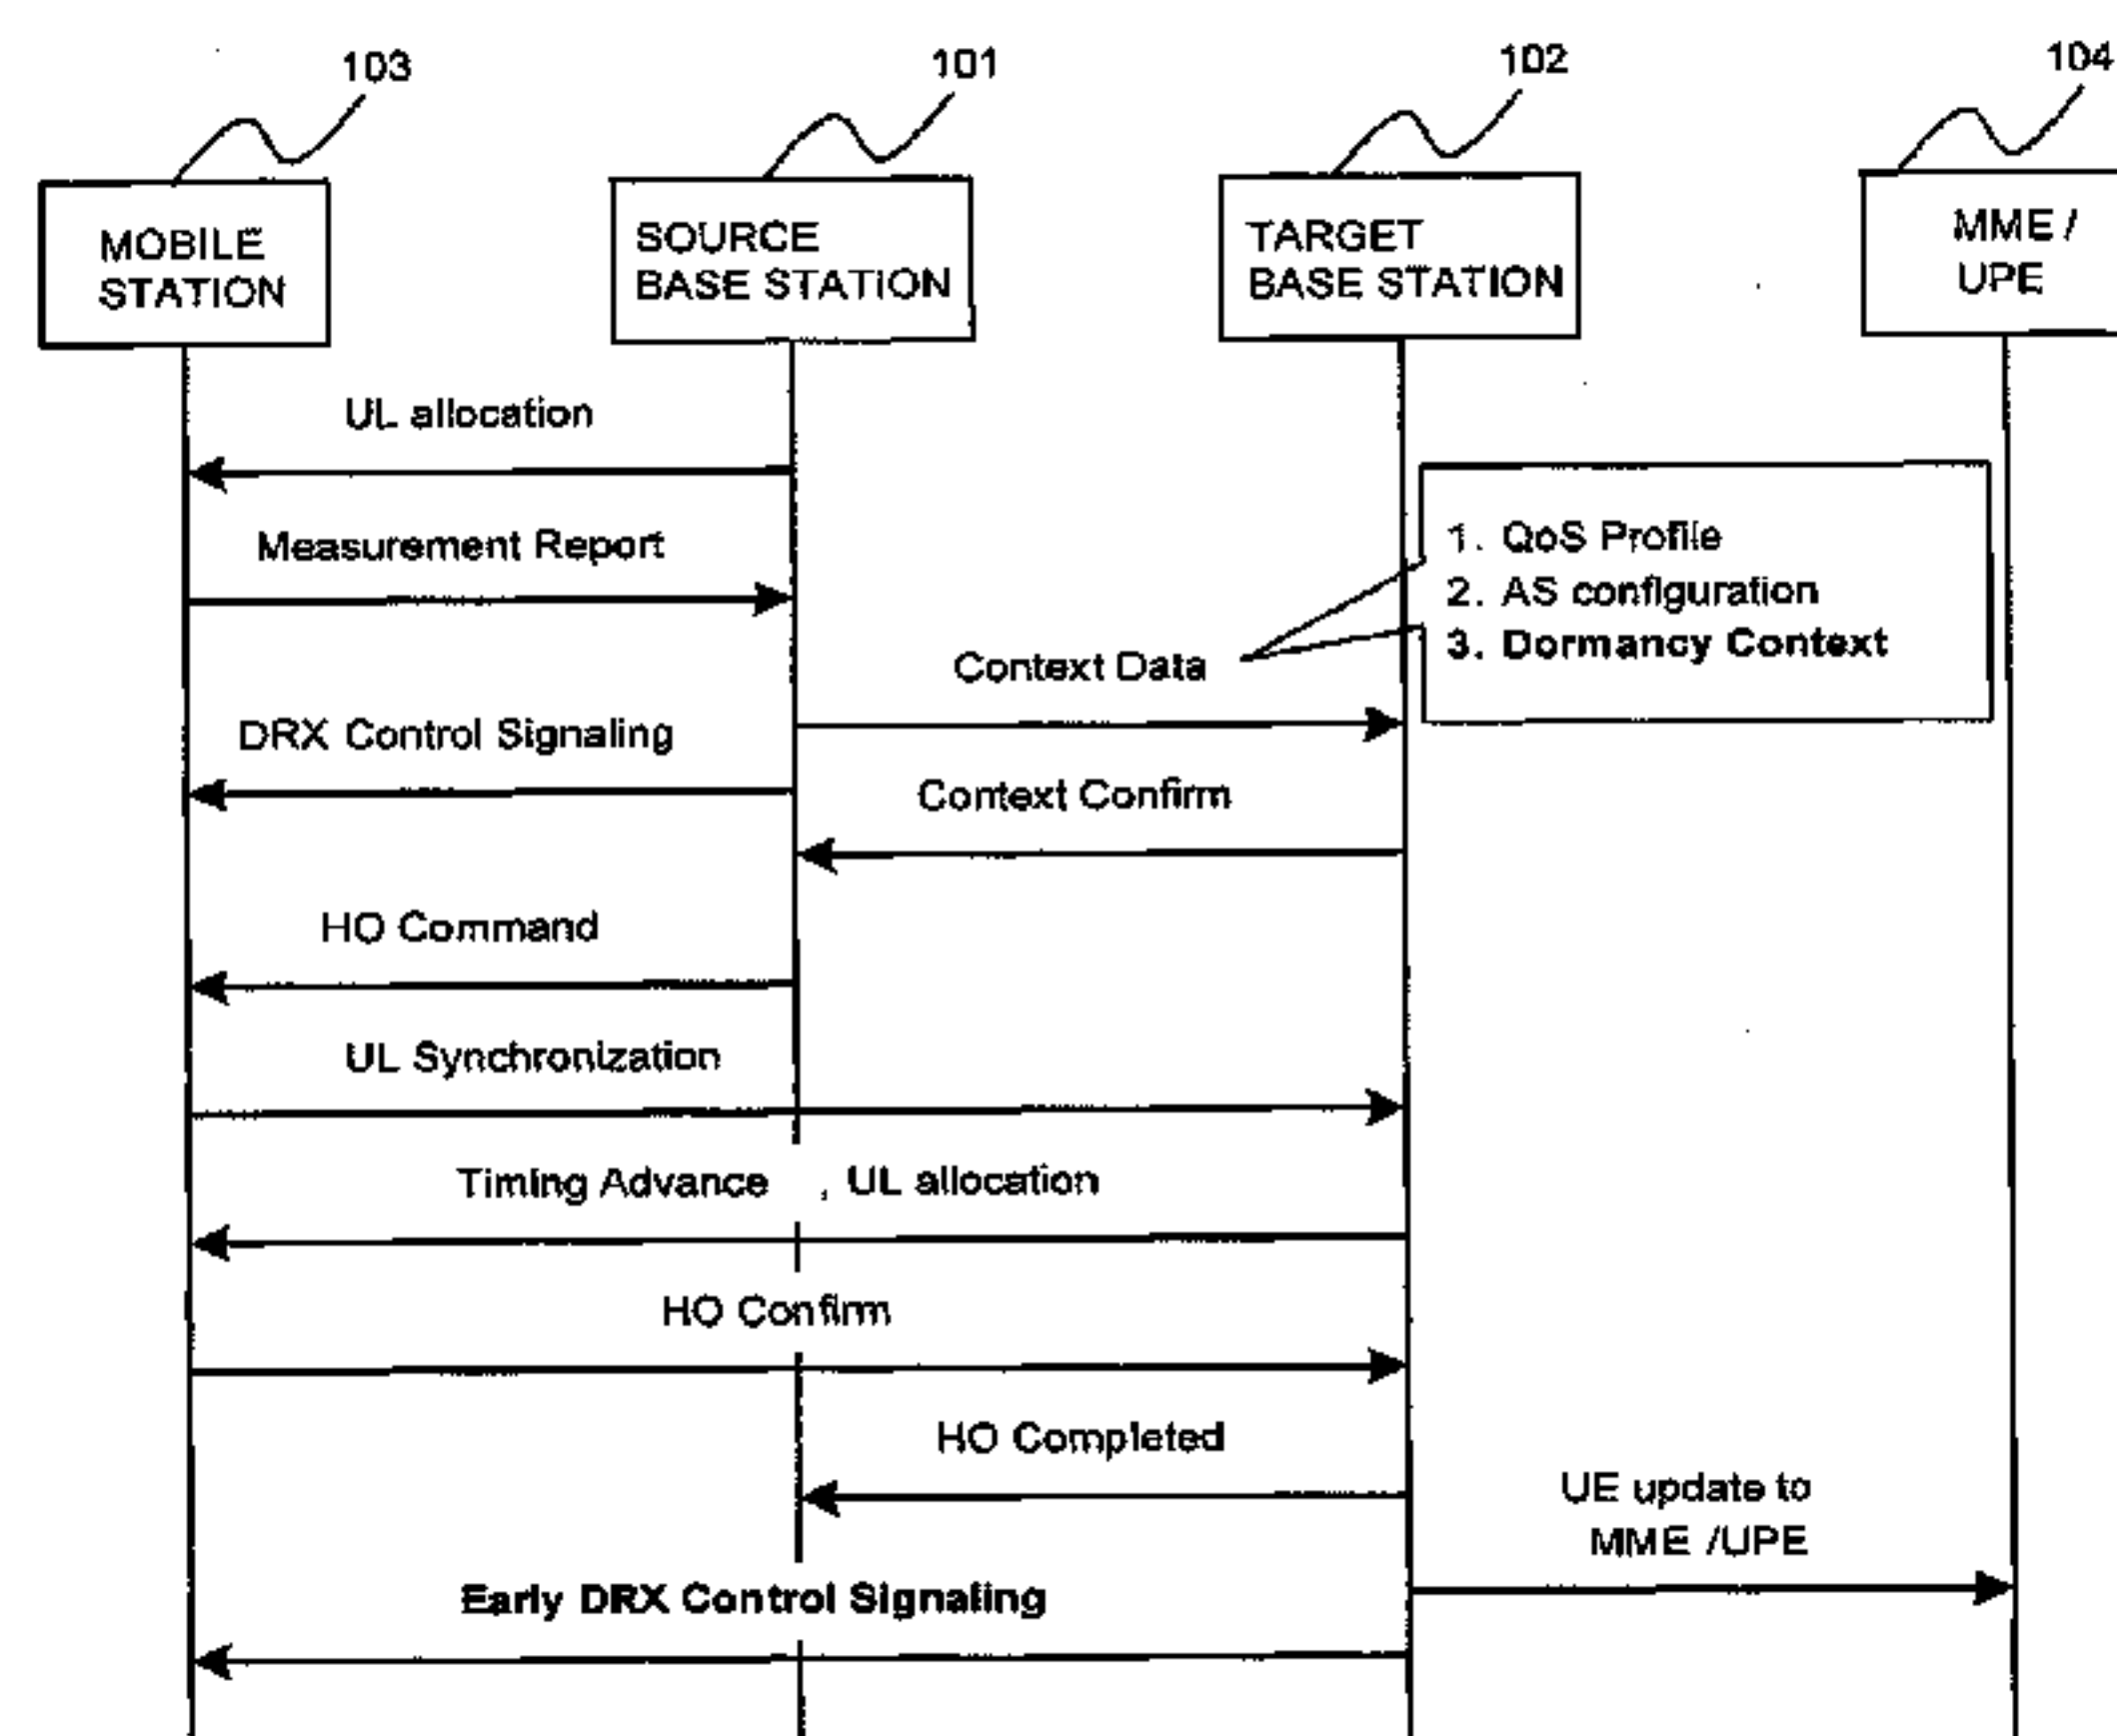 103
101
102
104
MOBILE
STATION
SOURCE
BASE STATION
TARGET
BASE STATION
MME /
UPE
UL allocation
Measurement Report
1. QoS Profile
2. AS configuration
3. Dormancy Context
Context Data
DRX Control Signaling
Context Confirm
HO Command
UL Synchronization
Timing Advance , UL allocation
HO Confirm
HO Completed
UE update to
MME /UPE
Early DRX Control Signaling